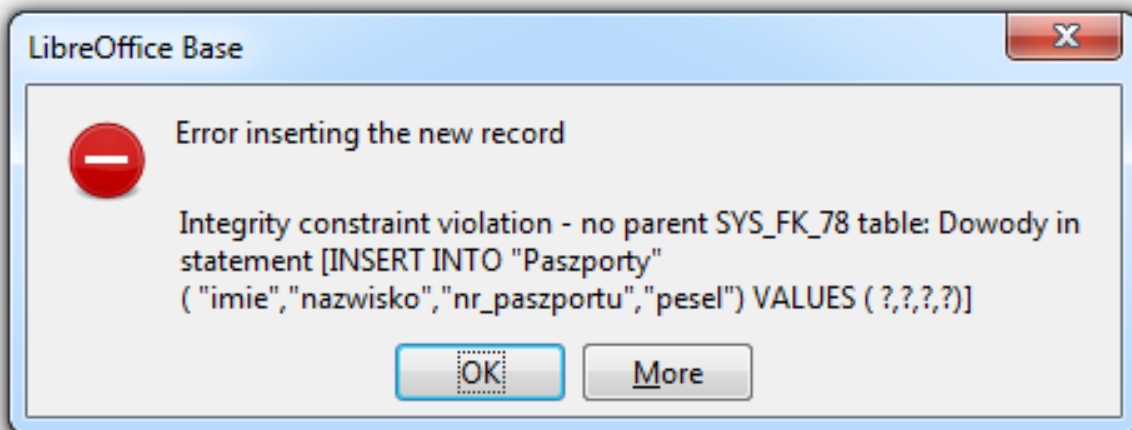 LibreOffice Base
Error inserting the new record
Integrity constraint violation - no parent SYS_FK_78 table: Dowody in
statement [INSERT INTO "Paszporty"
( "imie","nazwisko","nr_paszportu","pesel") VALUES ( ?,?,?,?)]
OK
More